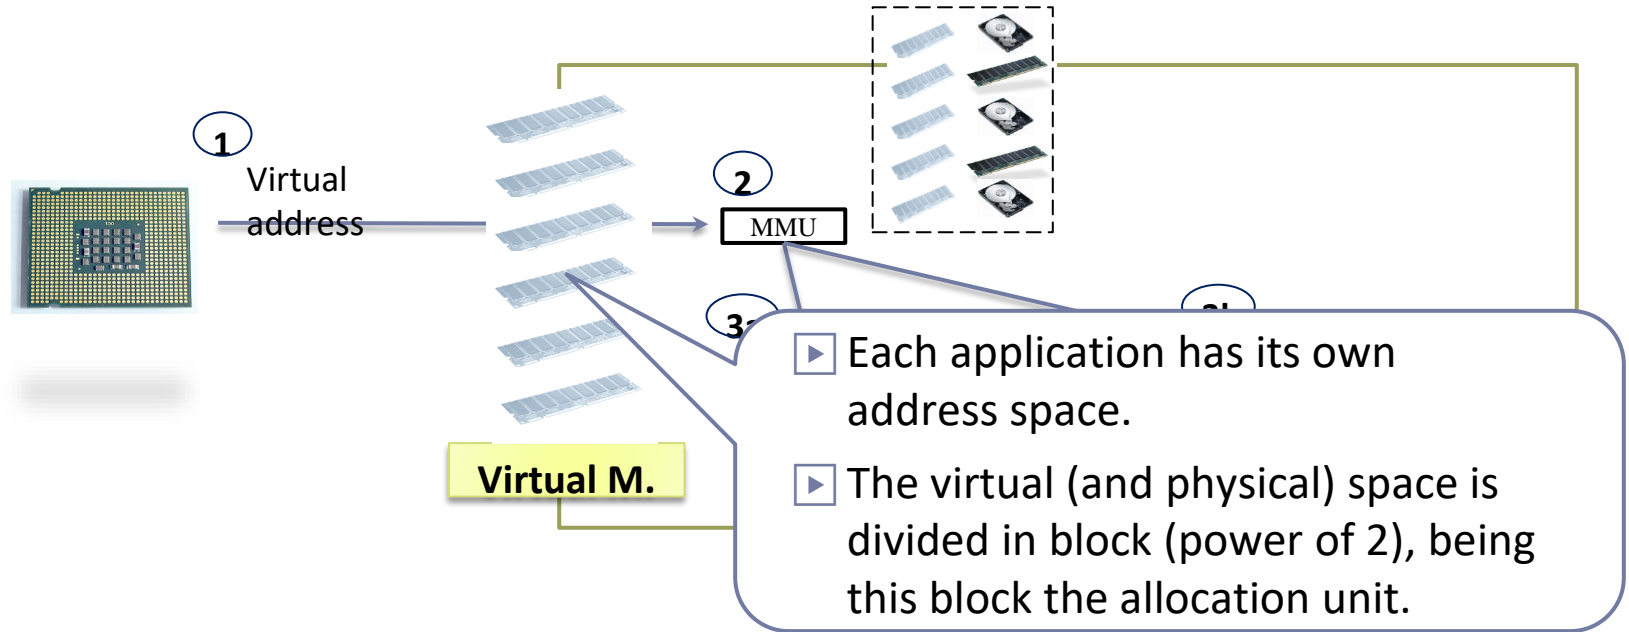 1
Virtual
address
2
MMU
Virtual M.
Each application has its own
address space.
The virtual (and physical) space is
divided in block (power of 2), being
this block the allocation unit.